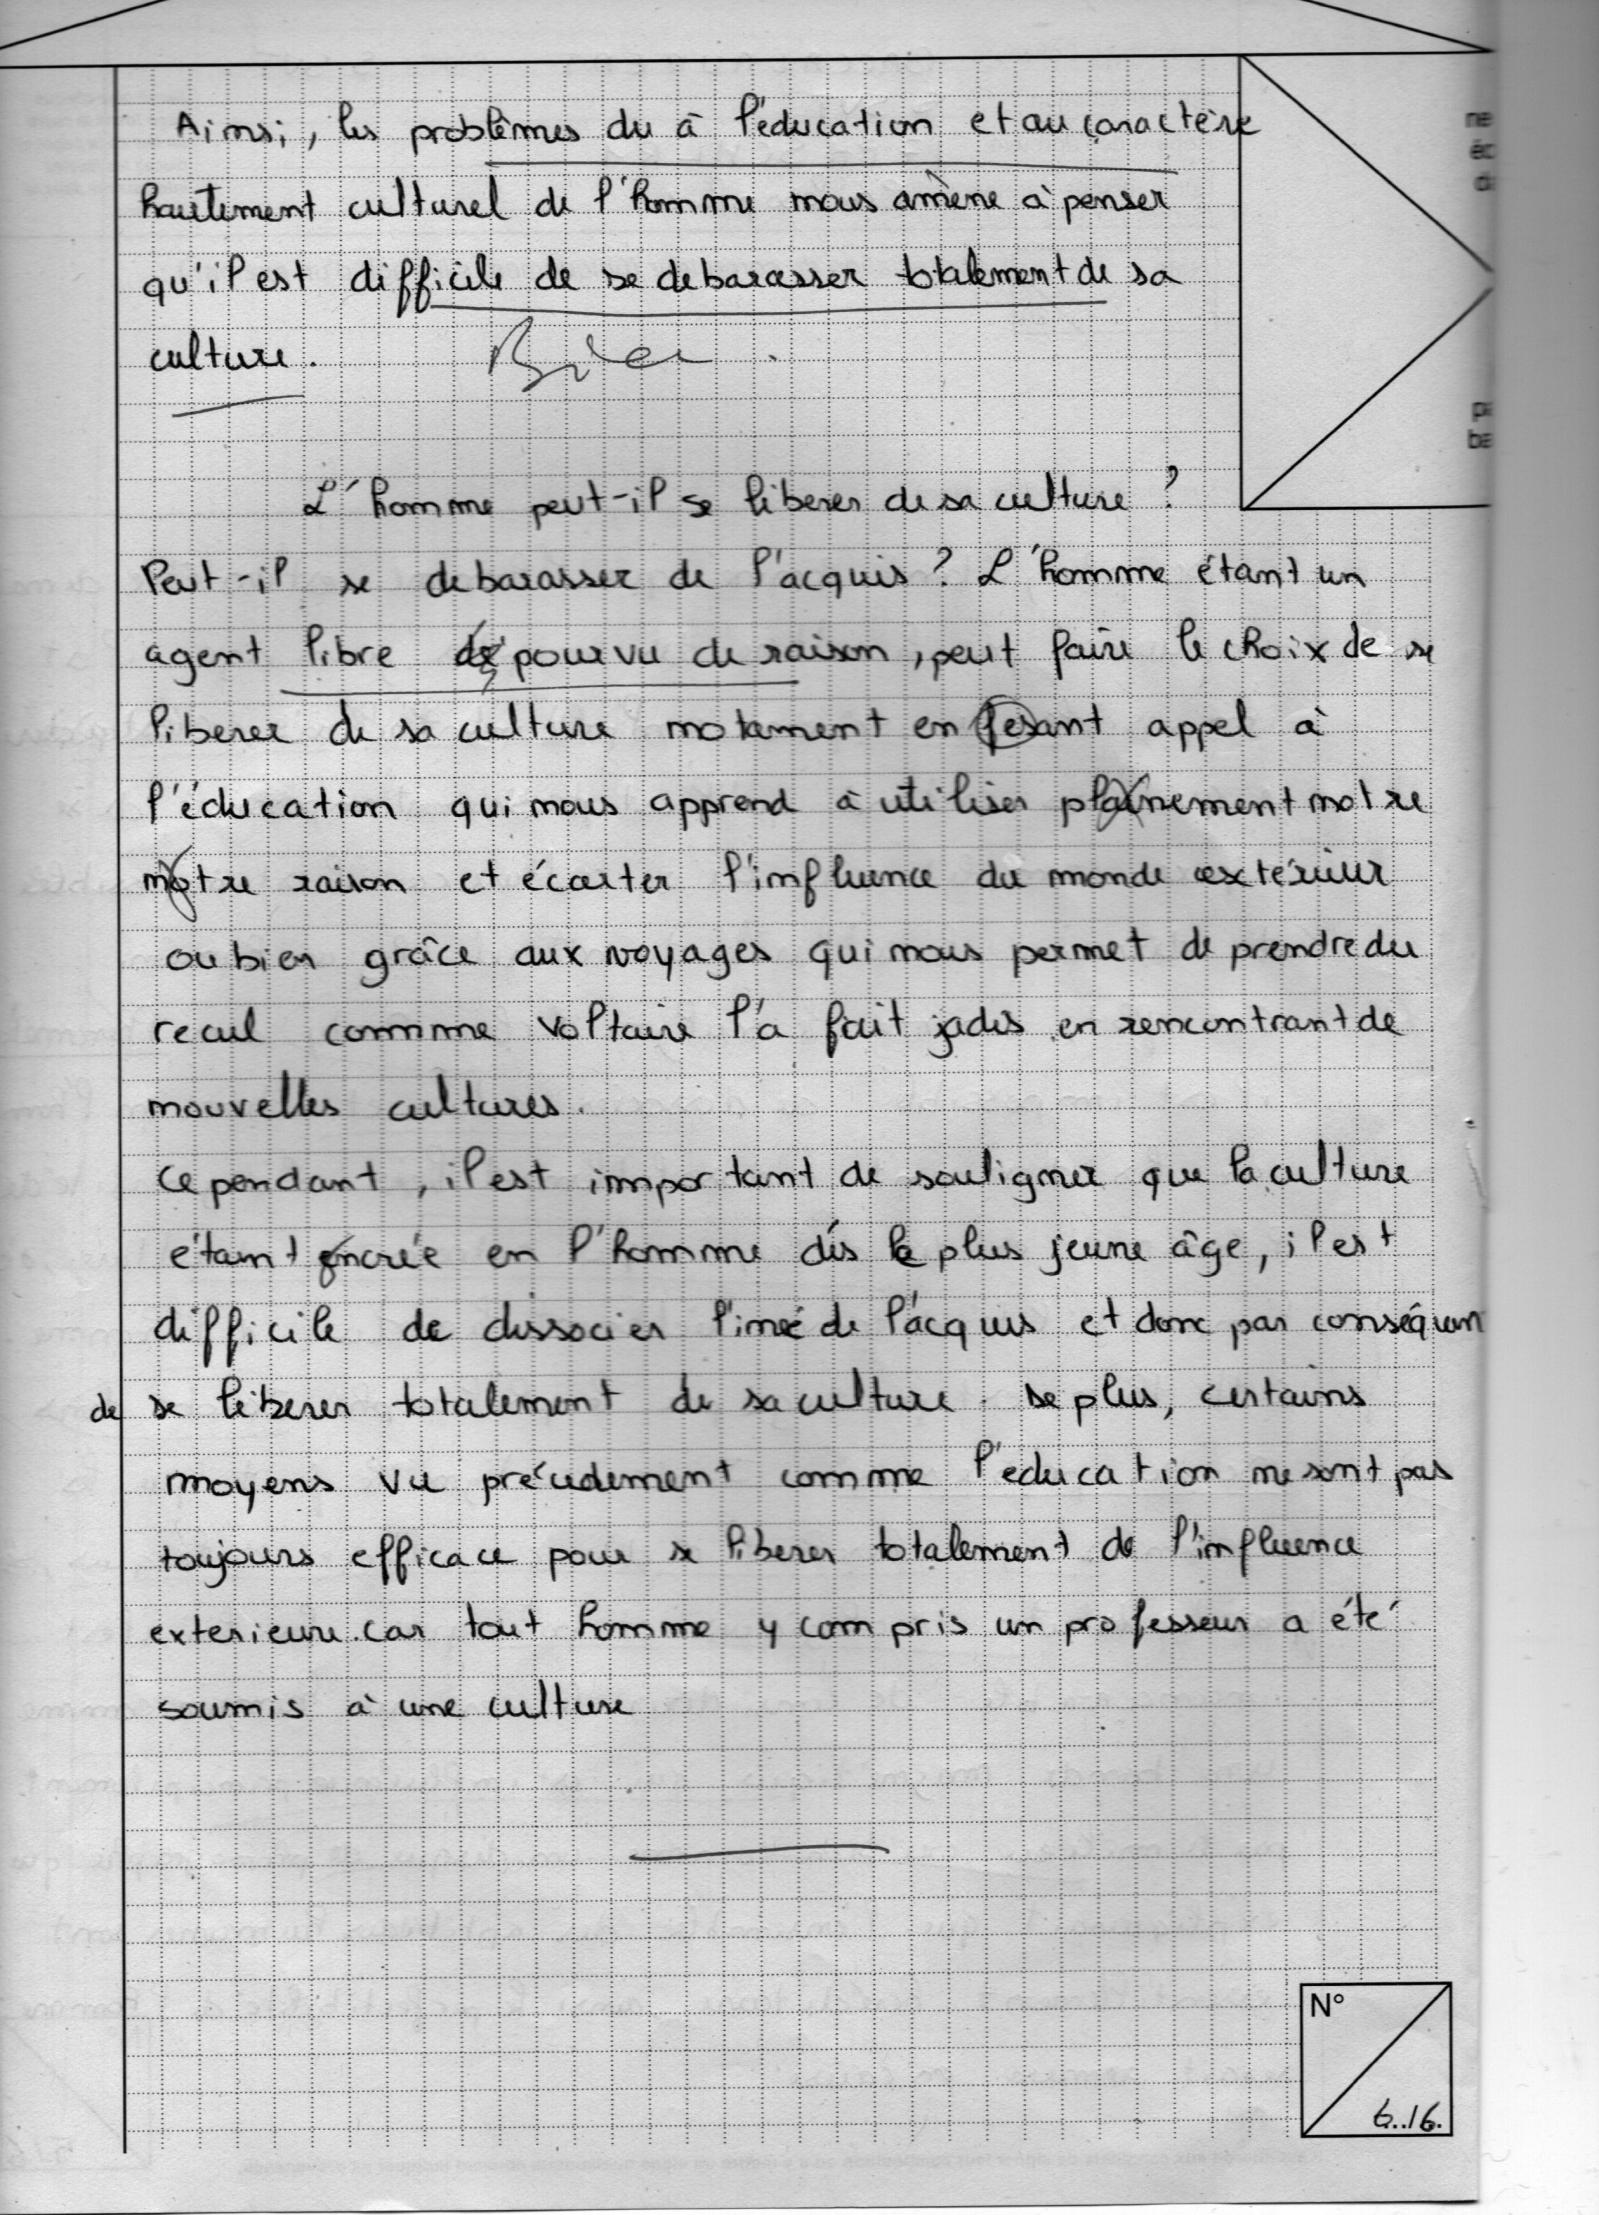 Ainsi, les problèmes du à l'éducation et au caractère
hautement culturel de l'homme nous amène à penser
qu'il est difficile de se debarasser totalement de sa
culture.
Bien.
L'homme peut-il se liberer de sa culture ?
Peut-il se debarasser de l'acquis ? L'homme étant un
agent libre pourvu de raison, peut faire le choix de se
liberer de sa culture notament en fesant appel à
l'éducation qui nous apprend à utiliser plainement notre
notre raison et écarter l'influence du monde extérieur
ou bien grâce aux voyages qui nous permet de prendre du
recul comme Voltaire l'a fait jadis en rencontrant de
nouvelles cultures.
Cependant, il est important de souligner que la culture
étant encrée en l'homme dés le plus jeune âge, il est
difficile de dissocier l'inné de l'acquis et donc par conséquent
de se liberer totalement de sa culture. De plus, certains
moyens vu précedement comme l'education ne sont pas
toujours efficace pour se liberer totalement de l'influence
exterieure car tout homme y compris un professeur a été
soumis à une culture
N°
6../6.